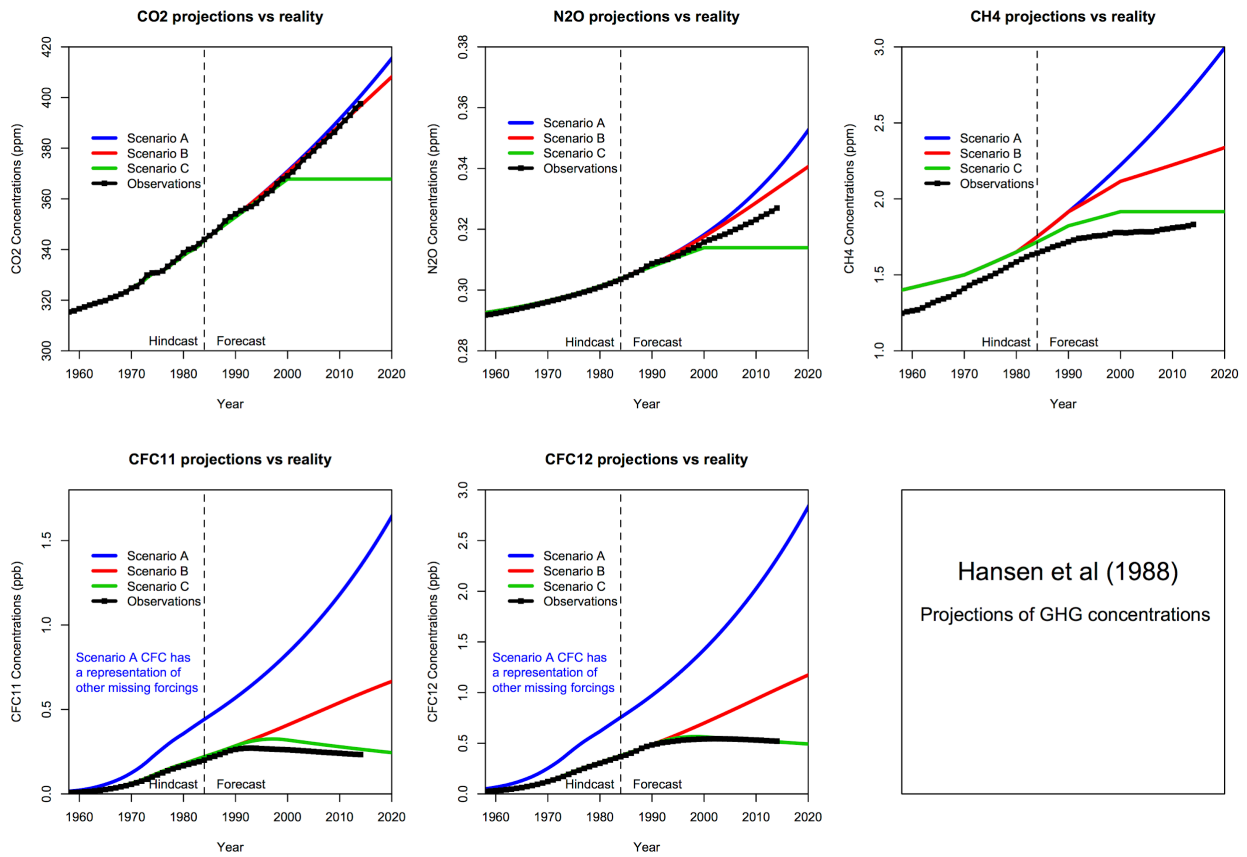 CO2 projections vs reality
CO2 Concentrations (ppm)
420
400
380
360
340
320
300
Scenario A
Scenario B
Scenario C
Observations
Hindcast Forecast
1960 1970 1980 1990 2000 2010 2020
Year
N2O projections vs reality
N2O Concentrations (ppm)
0.38
0.36
0.34
0.32
0.30
0.28
Scenario A
Scenario B
Scenario C
Observations
Hindcast Forecast
1960 1970 1980 1990 2000 2010 2020
Year
CH4 projections vs reality
CH4 Concentrations (ppm)
3.0
2.5
2.0
1.5
1.0
Scenario A
Scenario B
Scenario C
Observations
Hindcast Forecast
1960 1970 1980 1990 2000 2010 2020
Year
CFC11 projections vs reality
CFC11 Concentrations (ppb)
1.5
1.0
0.5
0.0
Scenario A
Scenario B
Scenario C
Observations
Scenario A CFC has
a representation of
other missing forcings
Hindcast Forecast
1960 1970 1980 1990 2000 2010 2020
Year
CFC12 projections vs reality
CFC12 Concentrations (ppb)
3.0
2.5
2.0
1.5
1.0
0.5
0.0
Scenario A
Scenario B
Scenario C
Observations
Scenario A CFC has
a representation of
other missing forcings
Hindcast Forecast
1960 1970 1980 1990 2000 2010 2020
Year
Hansen et al (1988)
Projections of GHG concentrations